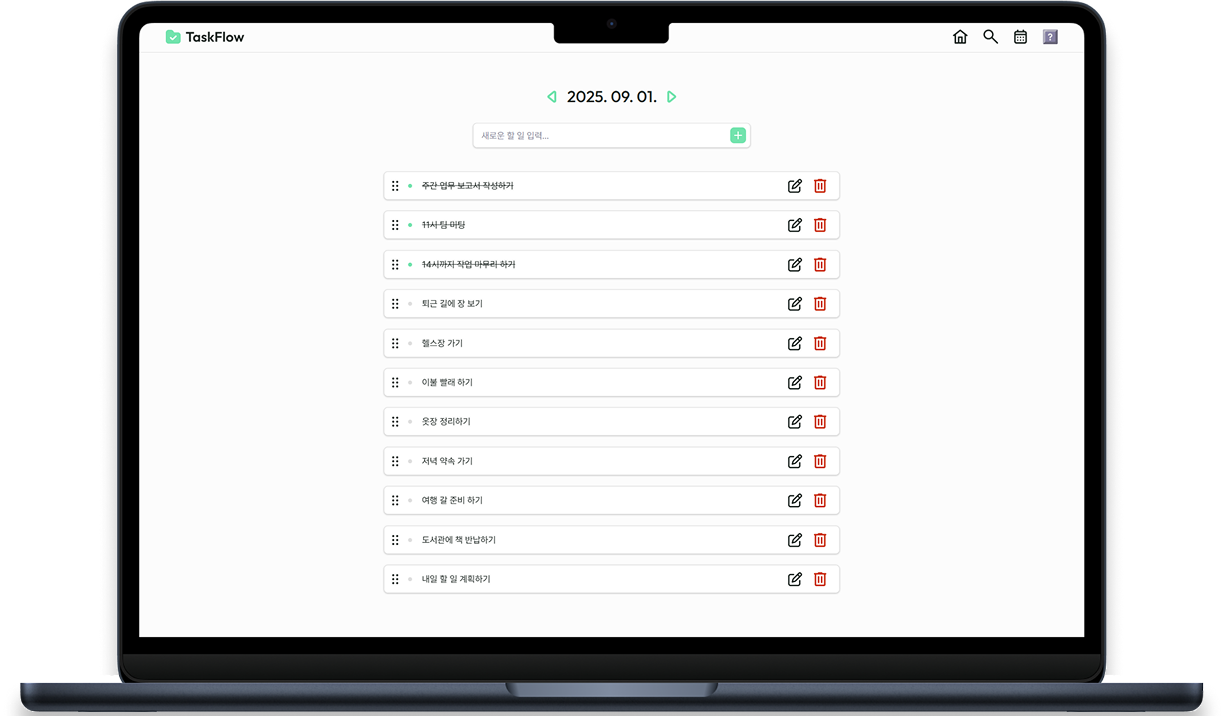 TaskFlow
?
2025. 09. 01.
새로운 할 일 입력...
주간 업무 보고서 작성하기
11시 팀 미팅
14시까지 작업 마무리 하기
퇴근 길에 장 보기
헬스장 가기
이불 빨래 하기
옷장 정리하기
저녁 약속 가기
여행 갈 준비 하기
도서관에 책 반납하기
내일 할 일 계획하기